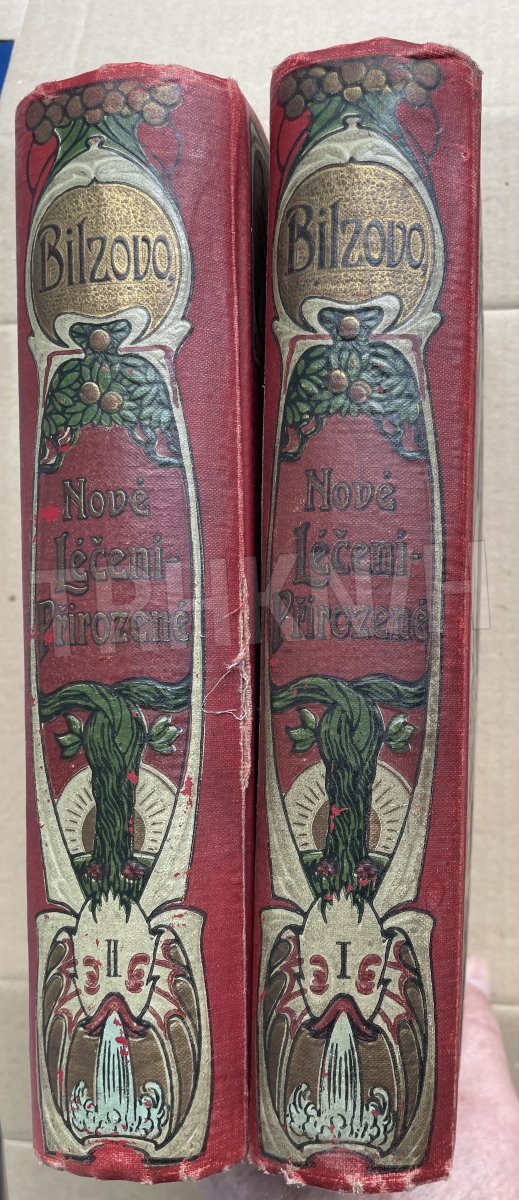 Bilzovo,
Nové
Léčení-
Přirozené
II
Bilzovo,
Nové
Léčení-
Přirozené
I